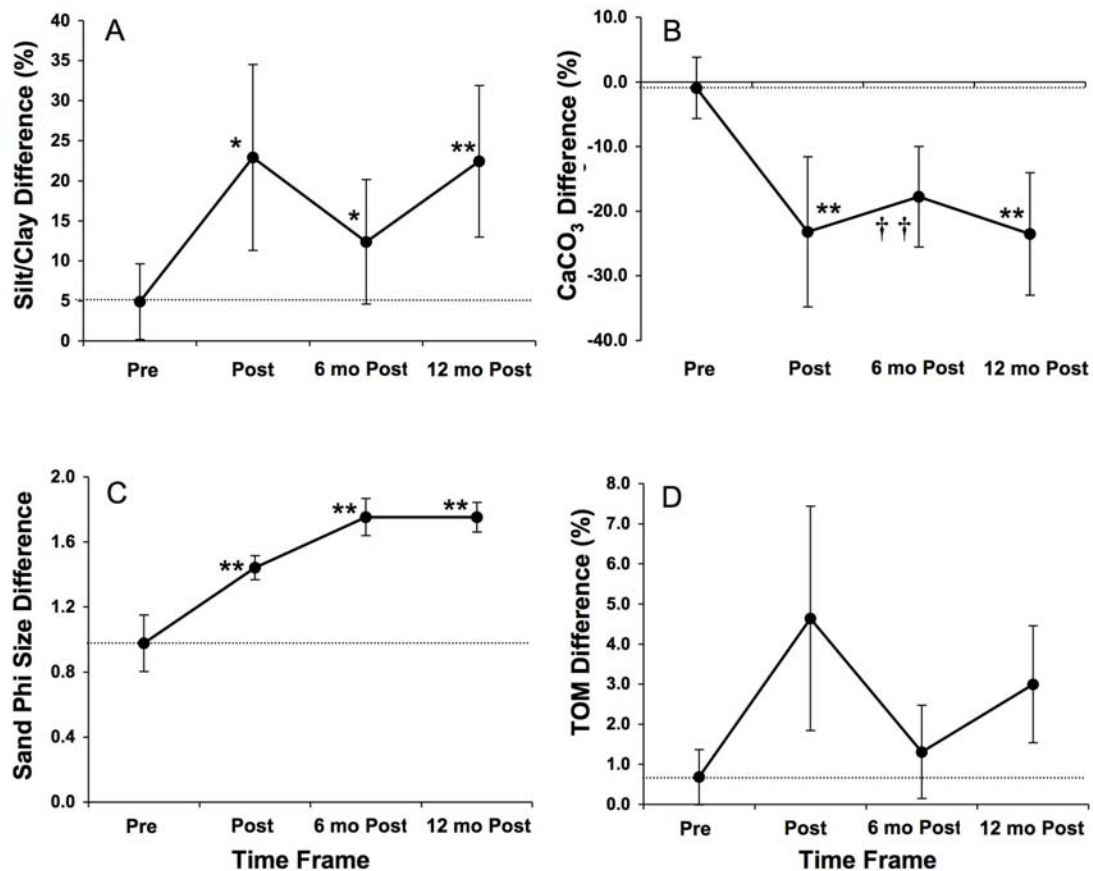 A
Silt/Clay Difference (%)
40
35
30
25
20
15
10
5
0
*
*
**
Pre Post 6 mo Post 12 mo Post
B
CaCO3 Difference (%)
10.0
0.0
-10.0
-20.0
-30.0
-40.0
**
† †
**
Pre Post 6 mo Post 12 mo Post
C
Sand Phi Size Difference
2.0
1.6
1.2
0.8
0.4
0.0
**
**
**
Pre Post 6 mo Post 12 mo Post
Time Frame
D
TOM Difference (%)
8.0
7.0
6.0
5.0
4.0
3.0
2.0
1.0
0.0
Pre Post 6 mo Post 12 mo Post
Time Frame